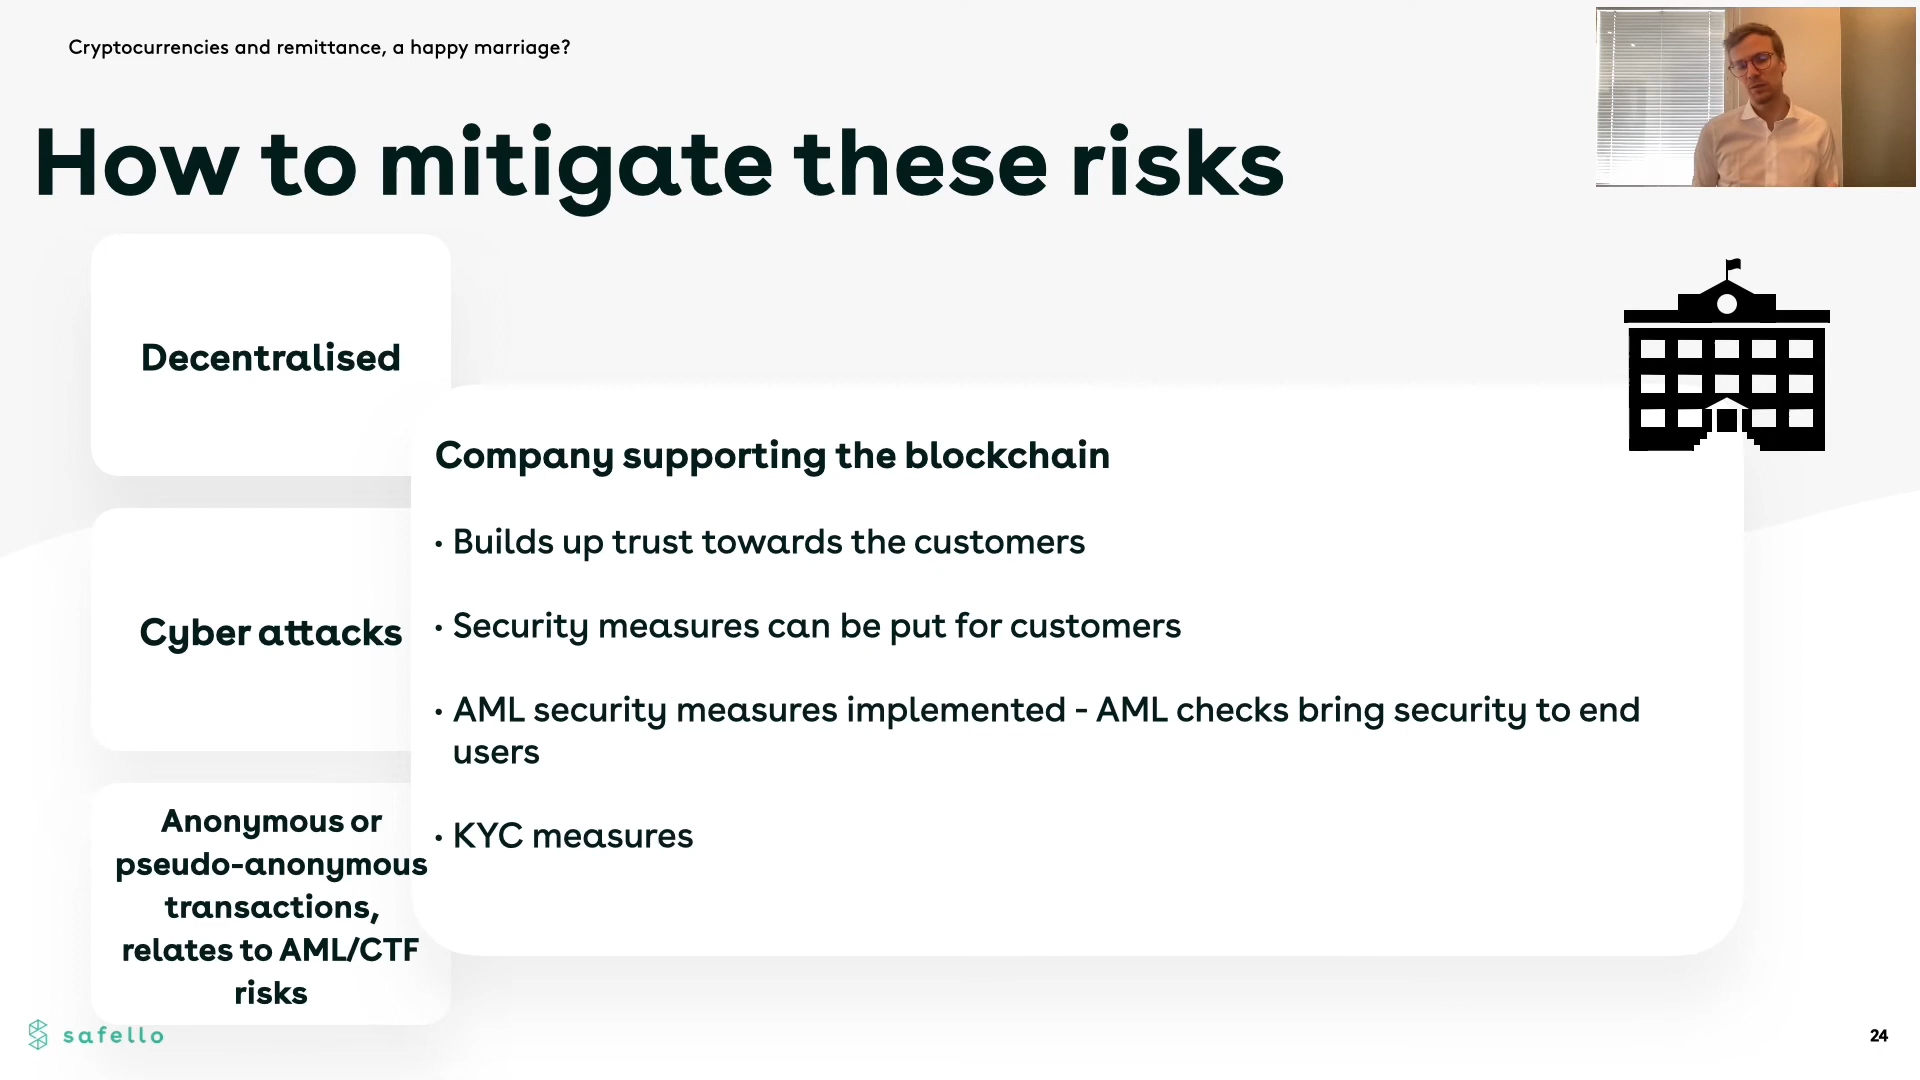 Cryptocurrencies and remittance, a happy marriage?
How to mitigate these risks
Decentralised
Company supporting the blockchain
• Builds up trust towards the customers
• Security measures can be put for customers
• AML security measures implemented - AML checks bring security to end
users
• KYC measures
Cyber attacks
Anonymous or
pseudo-anonymous
transactions,
relates to AML/CTF
risks
safello
24